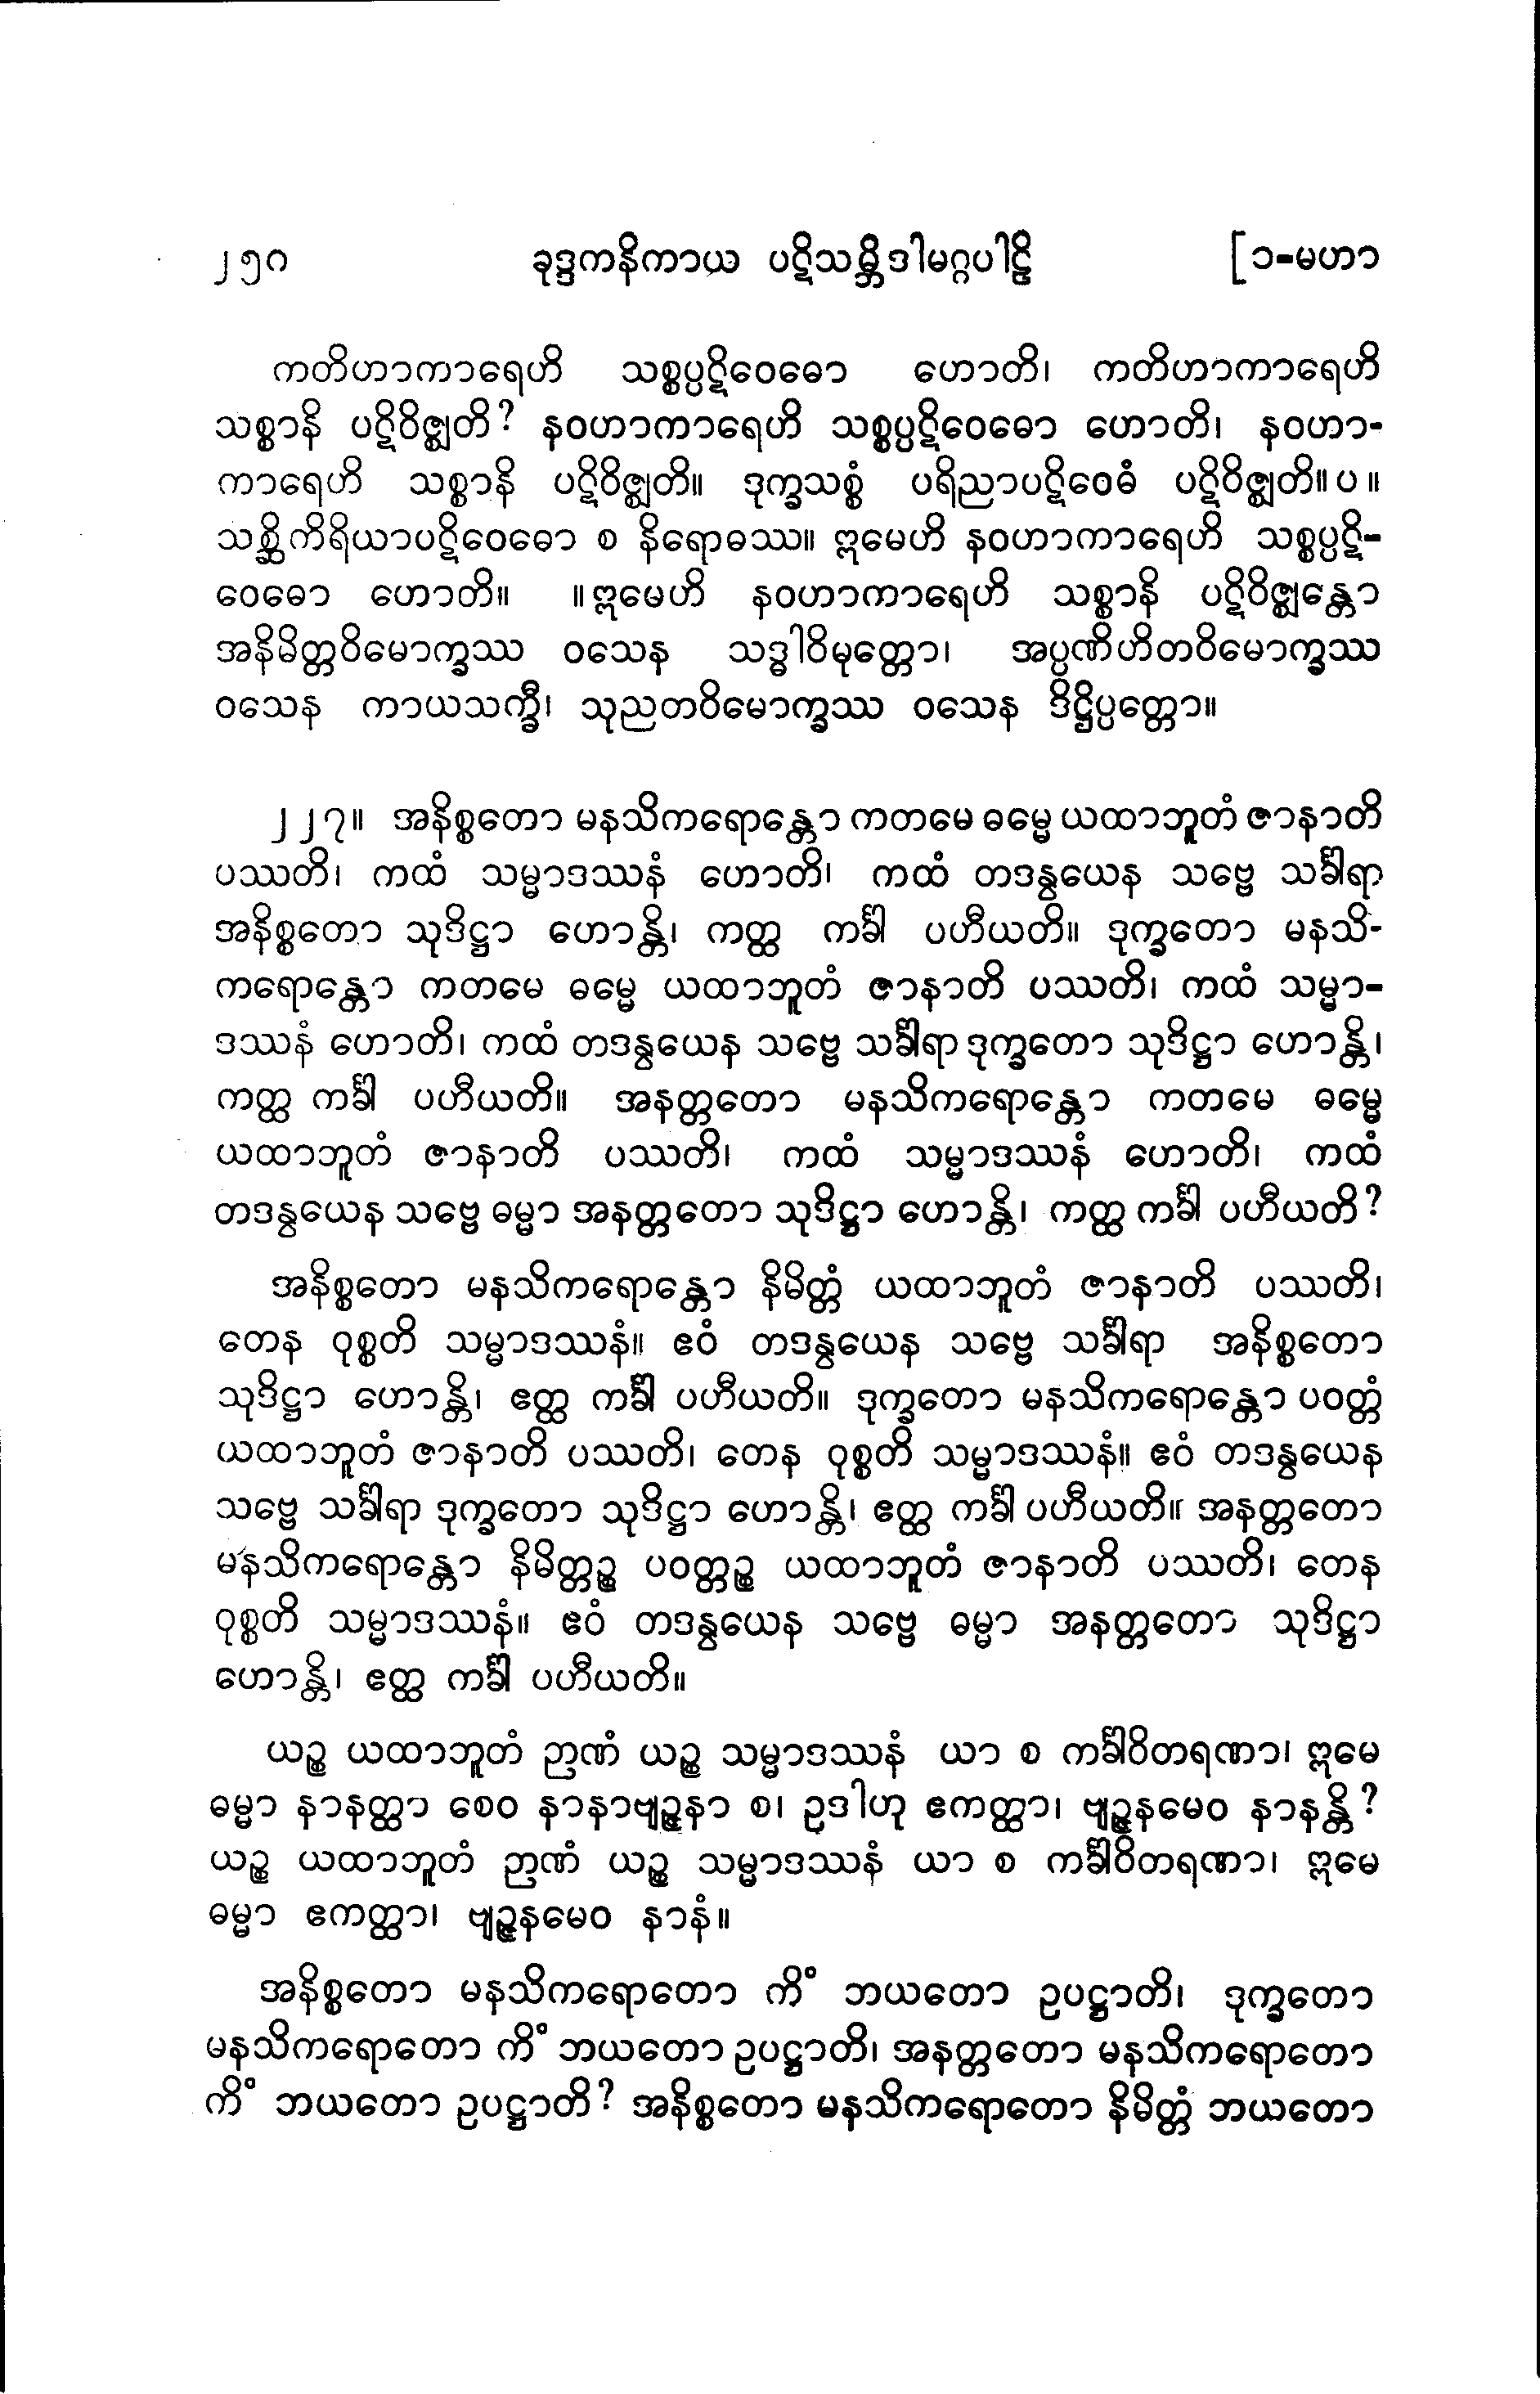 ၂၅၈ ခုဒ္ဒကနိကာယ ပဋိသမ္ဘိဒါမဂ္ဂပါဠိ [ ၁-မဟာ
ကတိဟာကာရေဟိ သစ္စပ္ပဋိဝေဓော ဟောတိ၊ ကတိဟာကာရေဟိ
သစ္စာနိ ပဋိဝိဇ္ဈတိ? နဝဟာကာရေဟိ သစ္စပ္ပဋိဝေဓော ဟောတိ၊ နဝဟာ-
ကာရေဟိ သစ္စာနိ ပဋိဝိဇ္ဈတိ။ ဒုက္ခသစ္စံ ပရိညာပဋိဝေဓံ ပဋိဝိဇ္ဈတိ။ပ။
သစ္ဆိကိရိယာပဋိဝေဓော စ နိရောဓဿ။ ဣမေဟိ နဝဟာကာရေဟိ သစ္စပ္ပဋိ-
ဝေဓော ဟောတိ။ ။ဣမေဟိ နဝဟာကာရေဟိ သစ္စာနိ ပဋိဝိဇ္ဈန္တော
အနိမိတ္တဝိမောက္ခဿ ဝသေန သဒ္ဓါဝိမုတ္တော၊ အပ္ပဏိဟိတဝိမောက္ခဿ
ဝသေန ကာယသက္ခီ၊ သုညတဝိမောက္ခဿ ဝသေန ဒိဋ္ဌိပ္ပတ္တော။
၂၂၇။ အနိစ္စတော မနသိကရောန္တော ကတမေ ဓမ္မေ ယထာဘူတံ ဇာနာတိ
ပဿတိ၊ ကထံ သမ္မာဒဿနံ ဟောတိ၊ ကထံ တဒန္ဝယေန သဗ္ဗေ သင်္ခါရာ
အနိစ္စတော သုဒိဋ္ဌာ ဟောန္တိ၊ ကတ္ထ ကင်္ခါ ပဟီယတိ။ ဒုက္ခတော မနသိ-
ကရောန္တော ကတမေ ဓမ္မေ ယထာဘူတံ ဇာနာတိ ပဿတိ၊ ကထံ သမ္မာ-
ဒဿနံ ဟောတိ၊ ကထံ တဒန္ဝယေန သဗ္ဗေ သင်္ခါရာ ဒုက္ခတော သုဒိဋ္ဌာ ဟောန္တိ၊
ကတ္ထ ကင်္ခါ ပဟီယတိ။ အနတ္တတော မနသိကရောန္တော ကတမေ ဓမ္မေ
ယထာဘူတံ ဇာနာတိ ပဿတိ၊ ကထံ သမ္မာဒဿနံ ဟောတိ၊ ကထံ
တဒန္ဝယေန သဗ္ဗေ ဓမ္မာ အနတ္တတော သုဒိဋ္ဌာ ဟောန္တိ၊ ကတ္ထ ကင်္ခါ ပဟီယတိ?
အနိစ္စတော မနသိကရောန္တော နိမိတ္တံ ယထာဘူတံ ဇာနာတိ ပဿတိ၊
တေန ဝုစ္စတိ သမ္မာဒဿနံ။ ဧဝံ တဒန္ဝယေန သဗ္ဗေ သင်္ခါရာ အနိစ္စတော
သုဒိဋ္ဌာ ဟောန္တိ၊ ဧတ္ထ ကင်္ခါ ပဟီယတိ။ ဒုက္ခတော မနသိကရောန္တော ပဝတ္တံ
ယထာဘူတံ ဇာနာတိ ပဿတိ၊ တေန ဝုစ္စတိ သမ္မာဒဿနံ။ ဧဝံ တဒန္ဝယေန
သဗ္ဗေ သင်္ခါရာ ဒုက္ခတော သုဒိဋ္ဌာ ဟောန္တိ၊ ဧတ္ထ ကင်္ခါ ပဟီယတိ။ အနတ္တတော
မနသိကရောန္တော နိမိတ္တဉ္စ ပဝတ္တဉ္စ ယထာဘူတံ ဇာနာတိ ပဿတိ၊ တေန
ဝုစ္စတိ သမ္မာဒဿနံ။ ဧဝံ တဒန္ဝယေန သဗ္ဗေ ဓမ္မာ အနတ္တတော သုဒိဋ္ဌာ
ဟောန္တိ၊ ဧတ္ထ ကင်္ခါ ပဟီယတိ။
ယဉ္စ ယထာဘူတံ ဉာဏံ ယဉ္စ သမ္မာဒဿနံ ယာ စ ကင်္ခါဝိတရဏာ၊ ဣမေ
ဓမ္မာ နာနတ္ထာ စေဝ နာနာဗျဉ္ဇနာ စ၊ ဥဒါဟု ဧကတ္ထာ၊ ဗျဉ္ဇနမေဝ နာနန္တိ?
ယဉ္စ ယထာဘူတံ ဉာဏံ ယဉ္စ သမ္မာဒဿနံ ယာ စ ကင်္ခါဝိတရဏာ၊ ဣမေ
ဓမ္မာ ဧကတ္ထာ၊ ဗျဉ္ဇနမေဝ နာနံ။
အနိစ္စတော မနသိကရောတော ကိံ ဘယတော ဥပဋ္ဌာတိ၊ ဒုက္ခတော
မနသိကရောတော ကိံ ဘယတော ဥပဋ္ဌာတိ၊ အနတ္တတော မနသိကရောတော
ကိံ ဘယတော ဥပဋ္ဌာတိ? အနိစ္စတော မနသိကရောတော နိမိတ္တံ ဘယတော